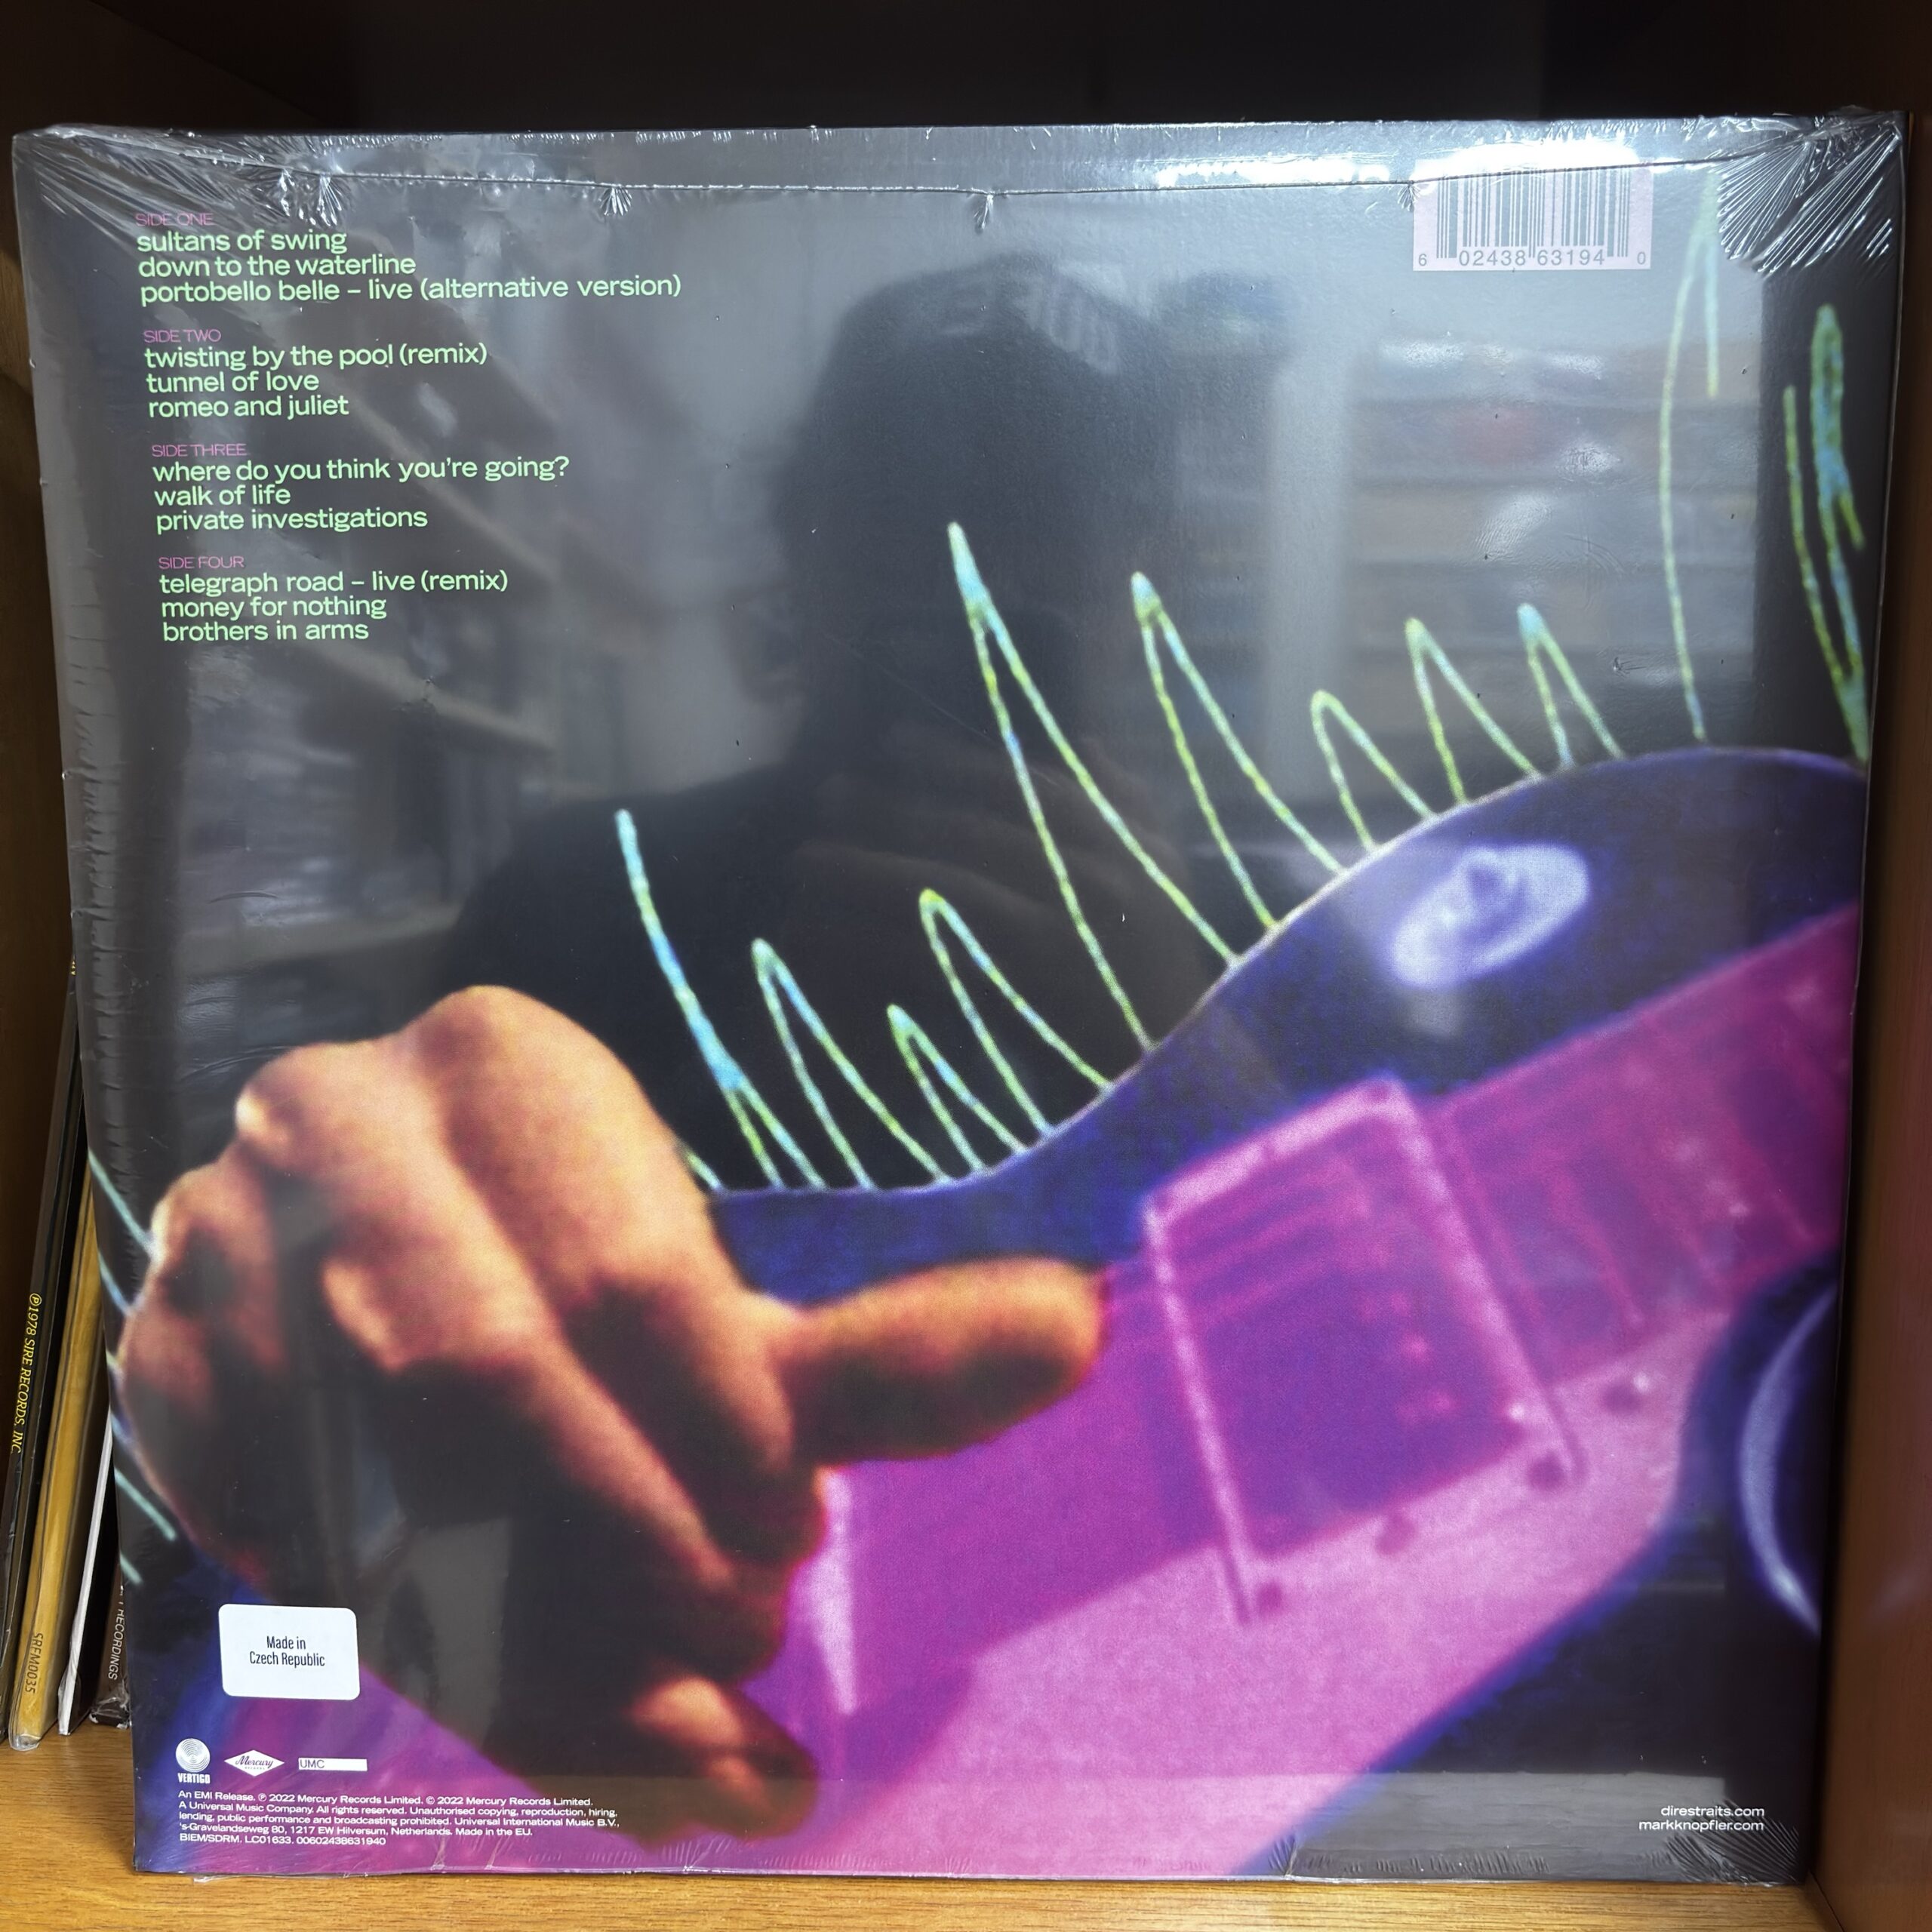 SIDE ONE
sultans of swing
down to the waterline
portobello belle – live (alternative version)
SIDE TWO
twisting by the pool (remix)
tunnel of love
romeo and juliet
SIDE THREE
where do you think you're going?
walk of life
private investigations
SIDE FOUR
telegraph road – live (remix)
money for nothing
brothers in arms
6 02438 63194 0
℗1978 SIRE RECORDS, INC.
SRFM0035
RECORDINGS
Made in
Czech Republic
VERTIGO
Mercury
UMC
An EMI Release. ℗ 2022 Mercury Records Limited. © 2022 Mercury Records Limited.
A Universal Music Company. All rights reserved. Unauthorised copying, reproduction, hiring,
lending, public performance and broadcasting prohibited. Universal International Music B.V.,
's-Gravelandseweg 80, 1217 EW Hilversum, Netherlands. Made in the EU.
BIEM/SDRM. LC01633. 00602438631940
direstraits.com
markknopfler.com